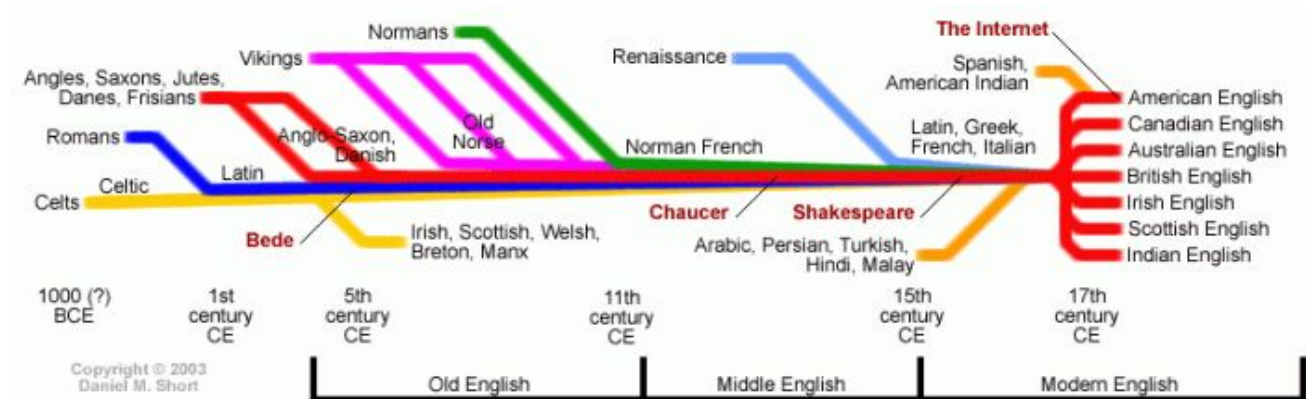 Normans
The Internet
Vikings
Renaissance
Spanish,
American Indian
Angles, Saxons, Jutes,
Danes, Frisians
American English
Romans
Anglo-Saxon,
Danish
Old
Norse
Norman French
Latin, Greek,
French, Italian
Canadian English
Australian English
British English
Irish English
Scottish English
Indian English
Celtic
Latin
Celts
Bede
Irish, Scottish, Welsh,
Breton, Manx
Chaucer
Shakespeare
Arabic, Persian, Turkish,
Hindi, Malay
1000 (?)
BCE
1st
century
CE
5th
century
CE
11th
century
CE
15th
century
CE
17th
century
CE
Copyright © 2003
Daniel M. Short
Old English
Middle English
Modern English